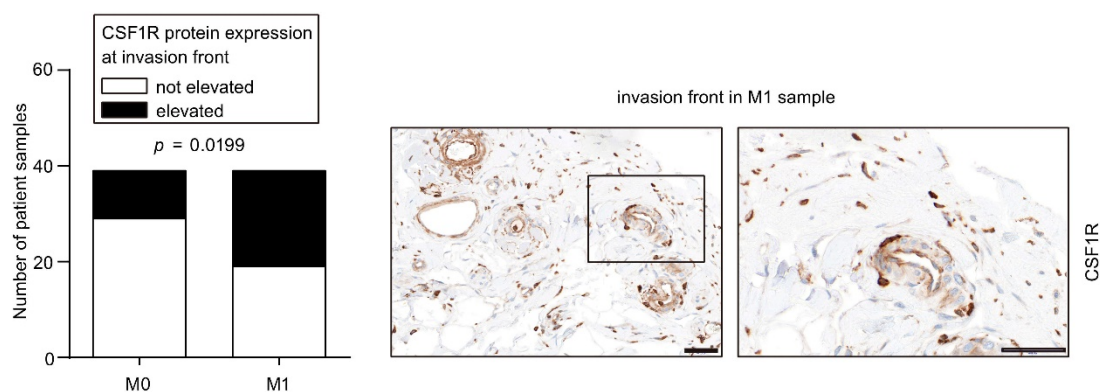 CSF1R protein expression
at invasion front
not elevated
elevated
p = 0.0199
Number of patient samples
60
40
20
0
M0
M1
invasion front in M1 sample
CSF1R